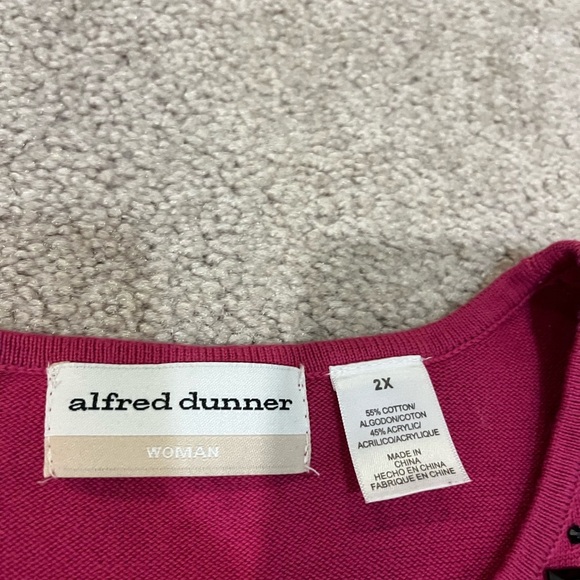 alfred dunner
WOMAN
2X
55% COTTON/
ALGODON/COTON
45% ACRYLIC/
ACRILICO/ACRYLIQUE
MADE IN
CHINA
HECHO EN CHINA
FABRIQUE EN CHINE